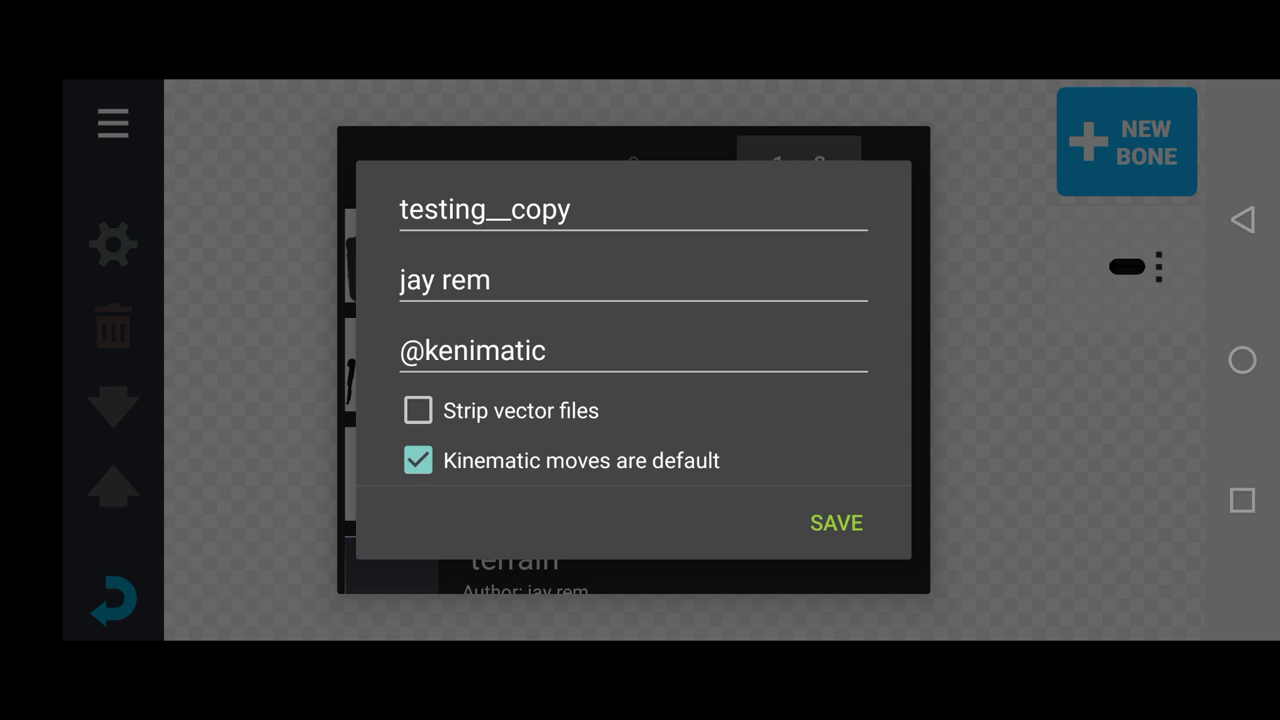 NEW
BONE
testing__copy
jay rem
@kenimatic
Strip vector files
Kinematic moves are default
SAVE
terrain
Author: jay rem